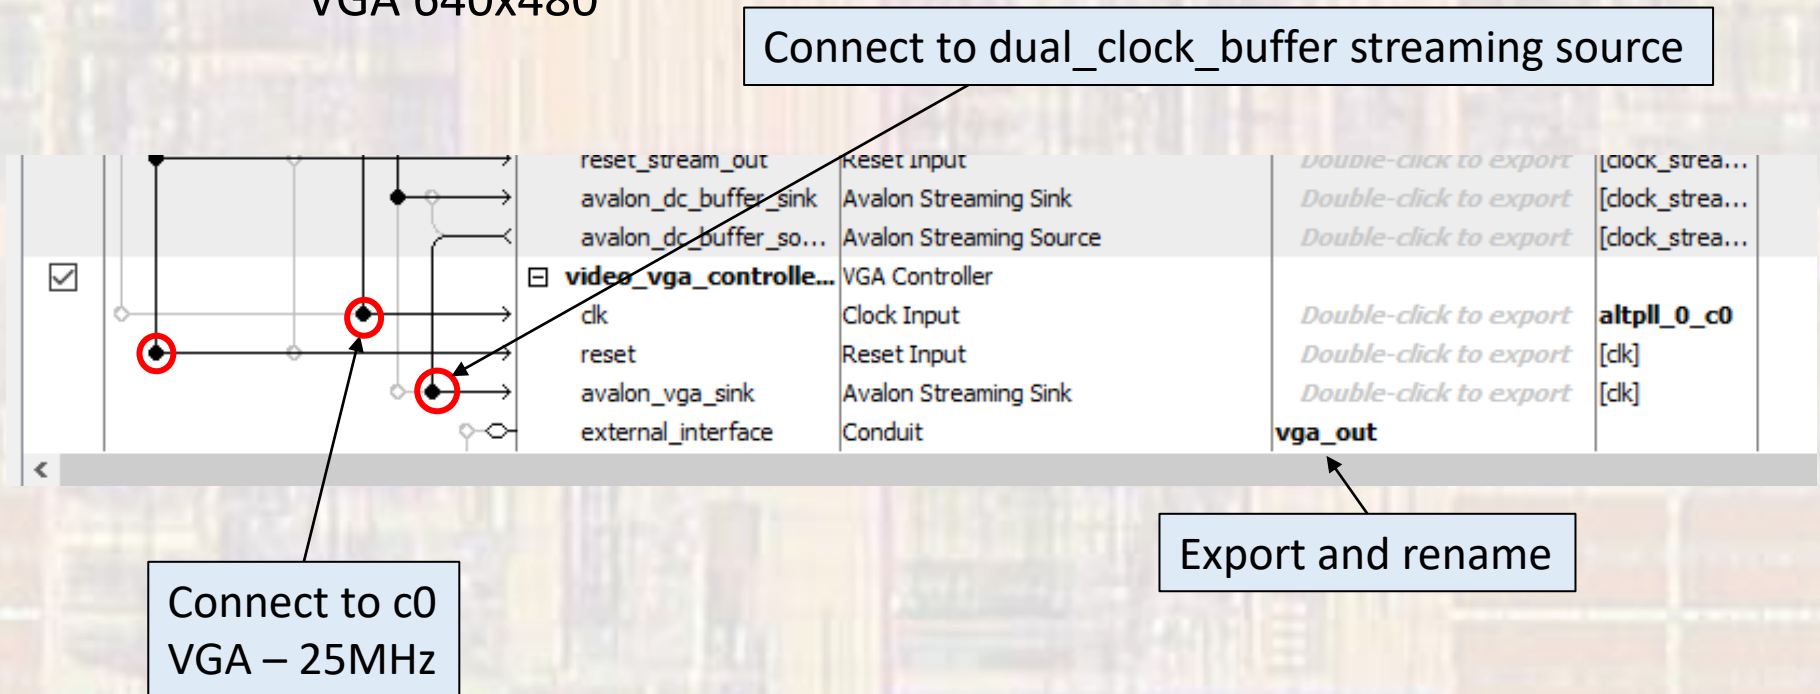 VGA 640x480
Connect to dual_clock_buffer streaming source
reset_stream_out Reset Input Double-click to export [clock_strea...
avalon_dc_buffer_sink Avalon Streaming Sink Double-click to export [clock_strea...
avalon_dc_buffer_so... Avalon Streaming Source Double-click to export [clock_strea...
video_vga_controlle... VGA Controller
clk Clock Input Double-click to export altpll_0_c0
reset Reset Input Double-click to export [clk]
avalon_vga_sink Avalon Streaming Sink Double-click to export [clk]
external_interface Conduit vga_out
Export and rename
Connect to c0
VGA – 25MHz